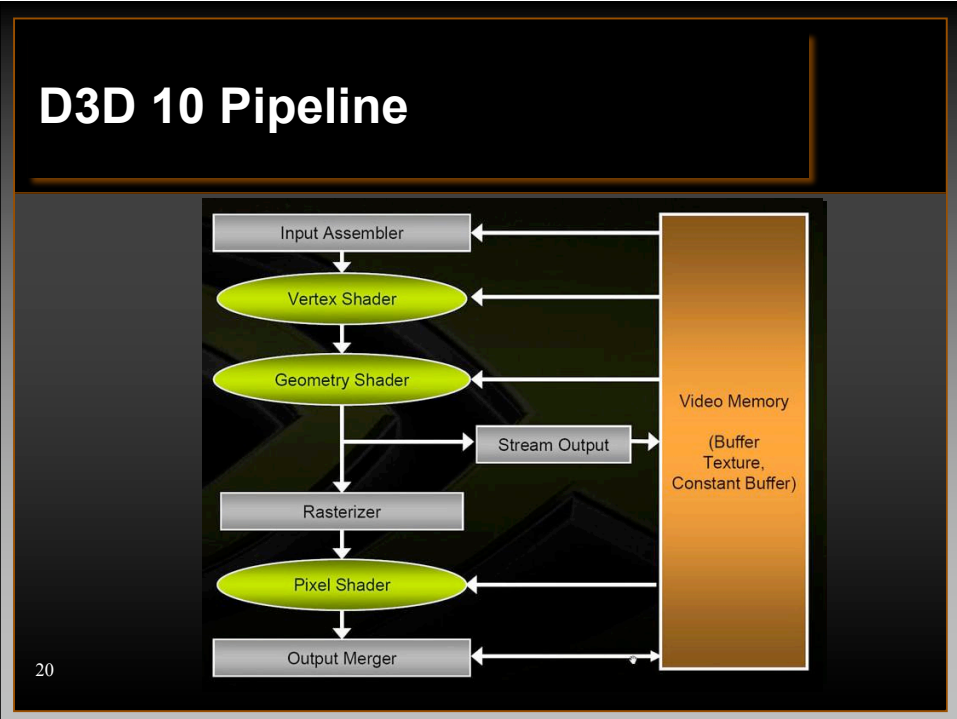 D3D 10 Pipeline
Input Assembler
Vertex Shader
Geometry Shader
Stream Output
Rasterizer
Pixel Shader
Output Merger
Video Memory
(Buffer
Texture,
Constant Buffer)
20